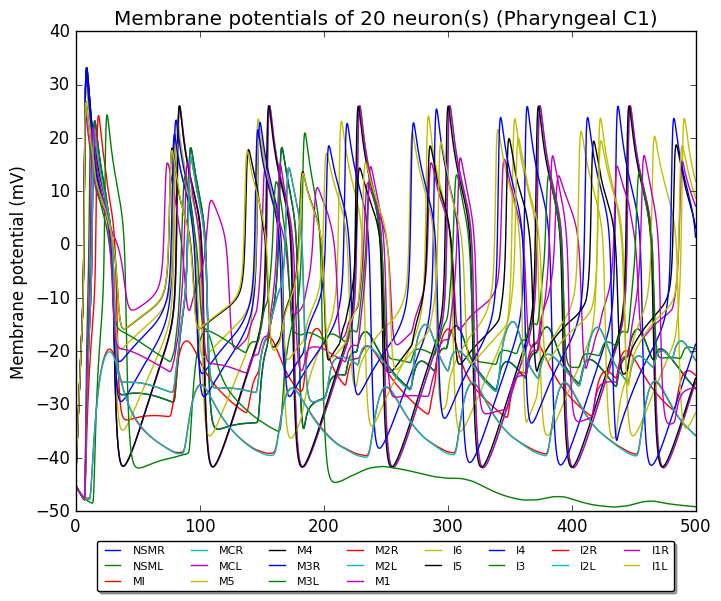 Membrane potentials of 20 neuron(s) (Pharyngeal C1)
Membrane potential (mV)
40
30
20
10
0
−10
−20
−30
−40
−50
0 100 200 300 400 500
NSMR MCR M4 M2R I6 I4 I2R I1R
NSML MCL M3R M2L I5 I3 I2L I1L
MI M5 M3L M1